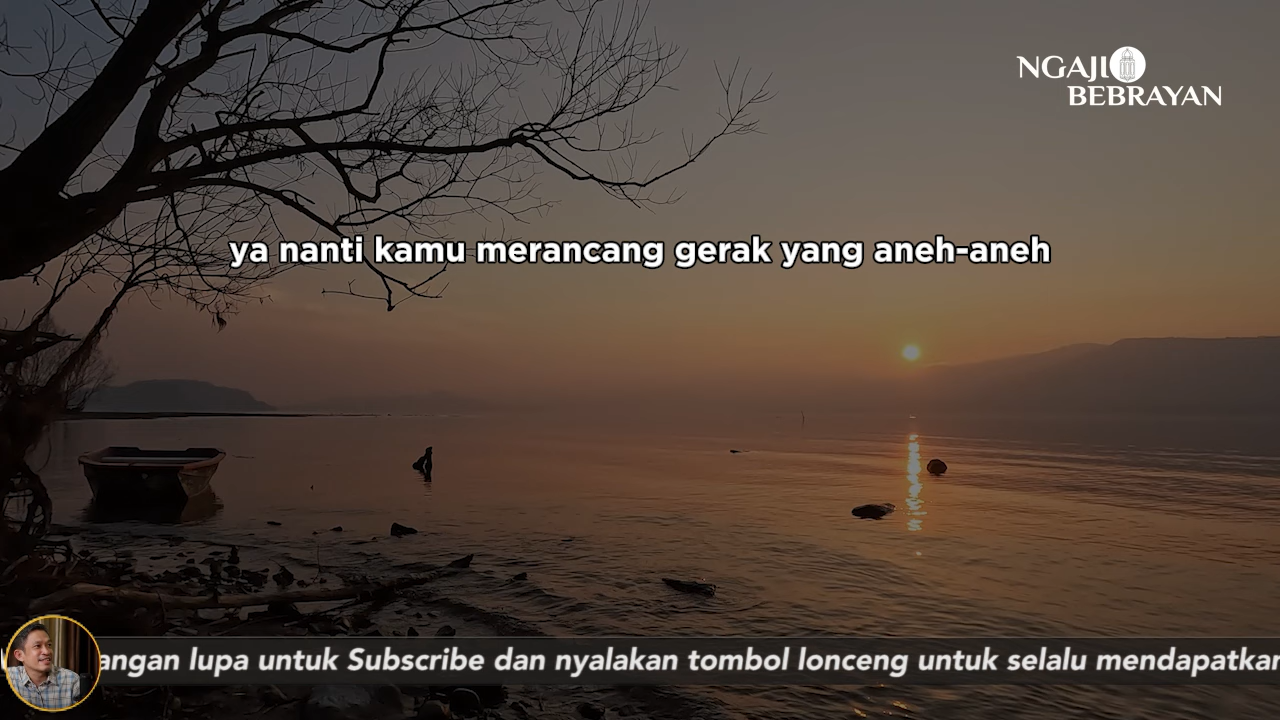 NGAJI
BEBRAYAN
ya nanti kamu merancang gerak yang aneh-aneh
angan lupa untuk Subscribe dan nyalakan tombol lonceng untuk selalu mendapatkan